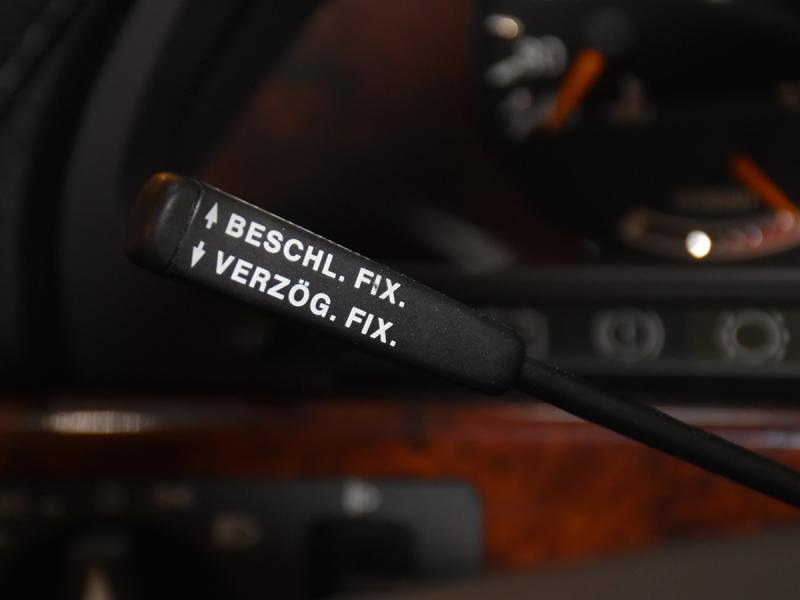 ↑ BESCHL. FIX.
↓ VERZÖG. FIX.